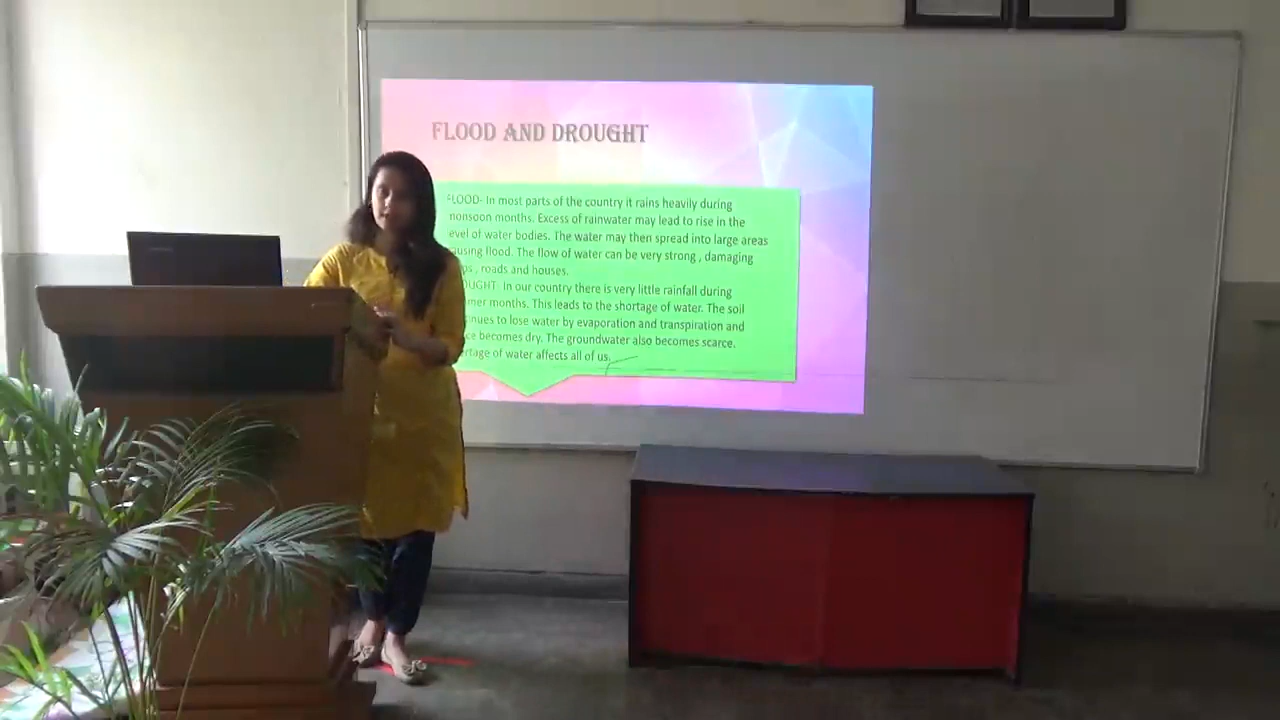 FLOOD AND DROUGHT
LOOD- In most parts of the country it rains heavily during
monsoon months. Excess of rainwater may lead to rise in the
evel of water bodies. The water may then spread into large areas
ausing flood. The flow of water can be very strong , damaging
ps , roads and houses.
OUGHT- In our country there is very little rainfall during
mer months. This leads to the shortage of water. The soil
tinues to lose water by evaporation and transpiration and
ce becomes dry. The groundwater also becomes scarce.
ortage of water affects all of us.